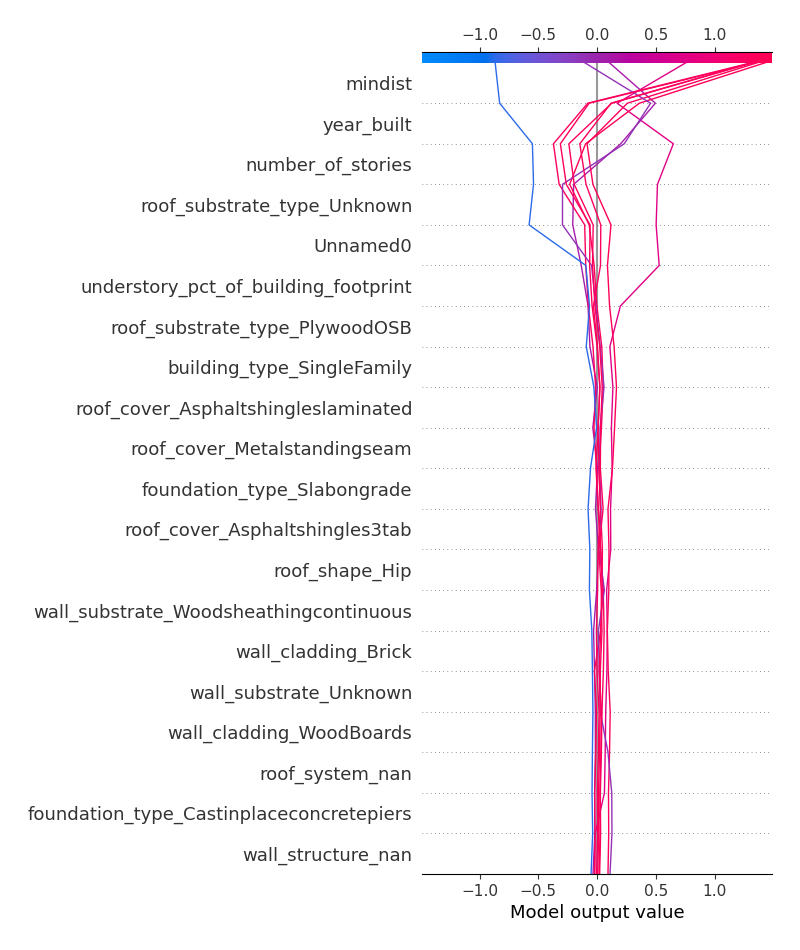 −1.0 −0.5 0.0 0.5 1.0
mindist
year_built
number_of_stories
roof_substrate_type_Unknown
Unnamed0
understory_pct_of_building_footprint
roof_substrate_type_PlywoodOSB
building_type_SingleFamily
roof_cover_Asphaltshingleslaminated
roof_cover_Metalstandingseam
foundation_type_Slabongrade
roof_cover_Asphaltshingles3tab
roof_shape_Hip
wall_substrate_Woodsheathingcontinuous
wall_cladding_Brick
wall_substrate_Unknown
wall_cladding_WoodBoards
roof_system_nan
foundation_type_Castinplaceconcretepiers
wall_structure_nan
−1.0 −0.5 0.0 0.5 1.0
Model output value